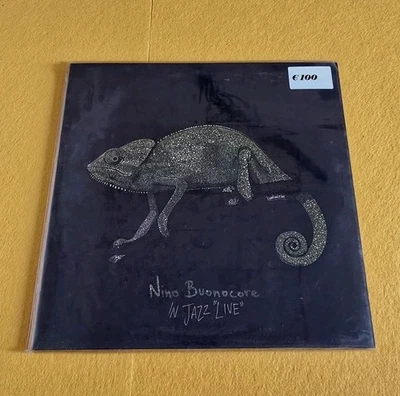 €100
Nino Buonocore
IN JAZZ "LIVE"